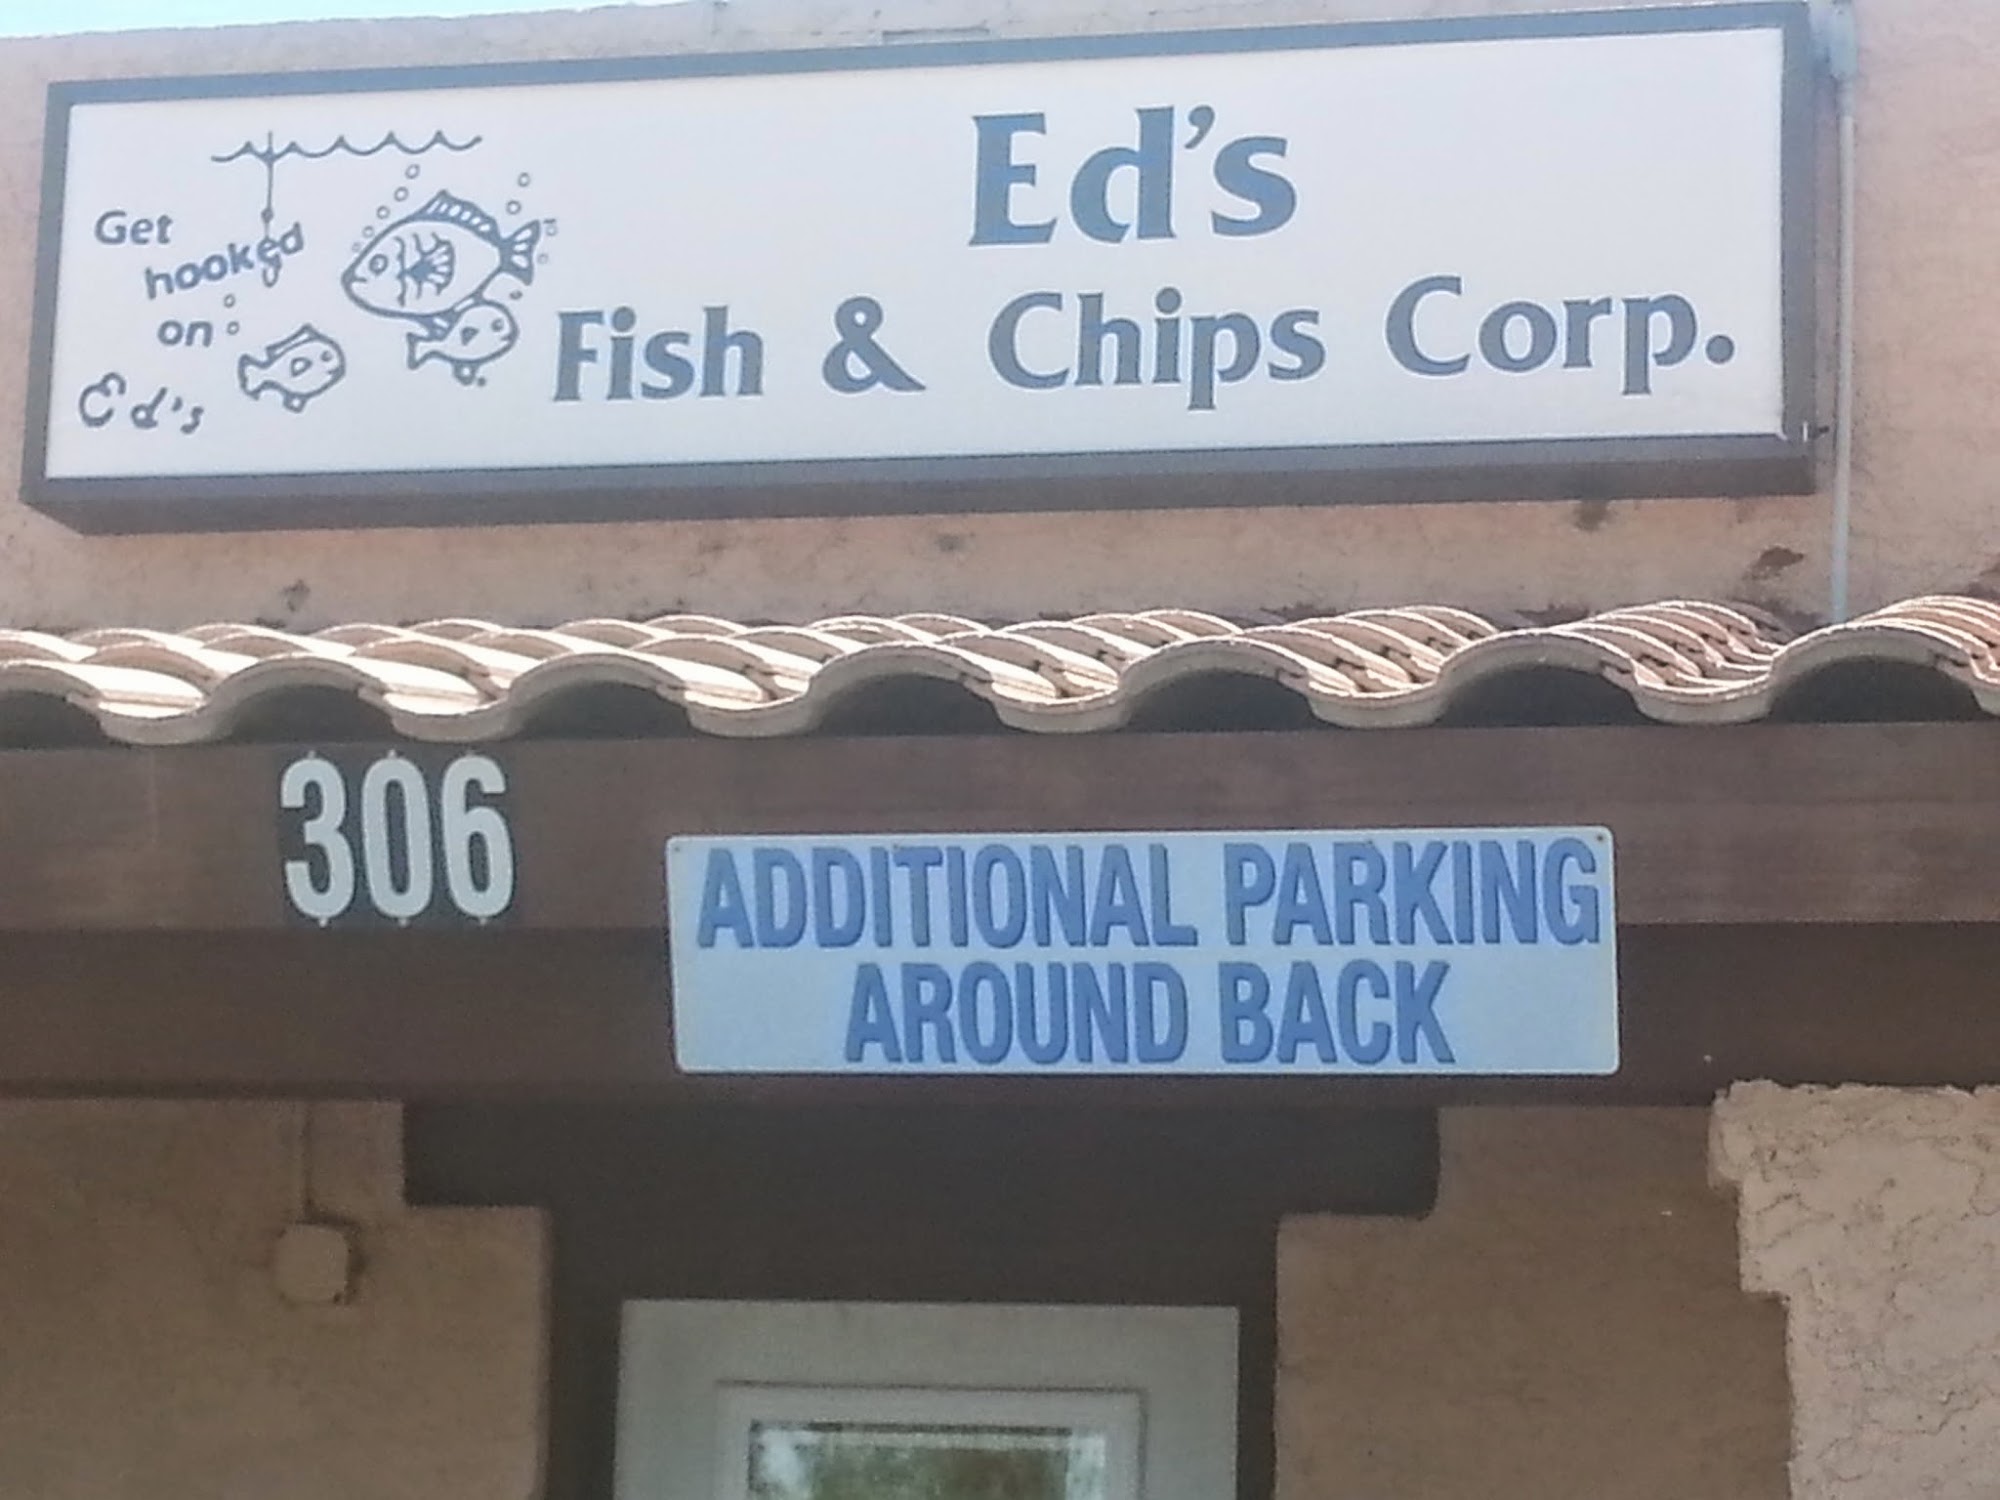 Get
hooked
on
Ed's
Ed's
Fish & Chips Corp.
306
ADDITIONAL PARKING
AROUND BACK